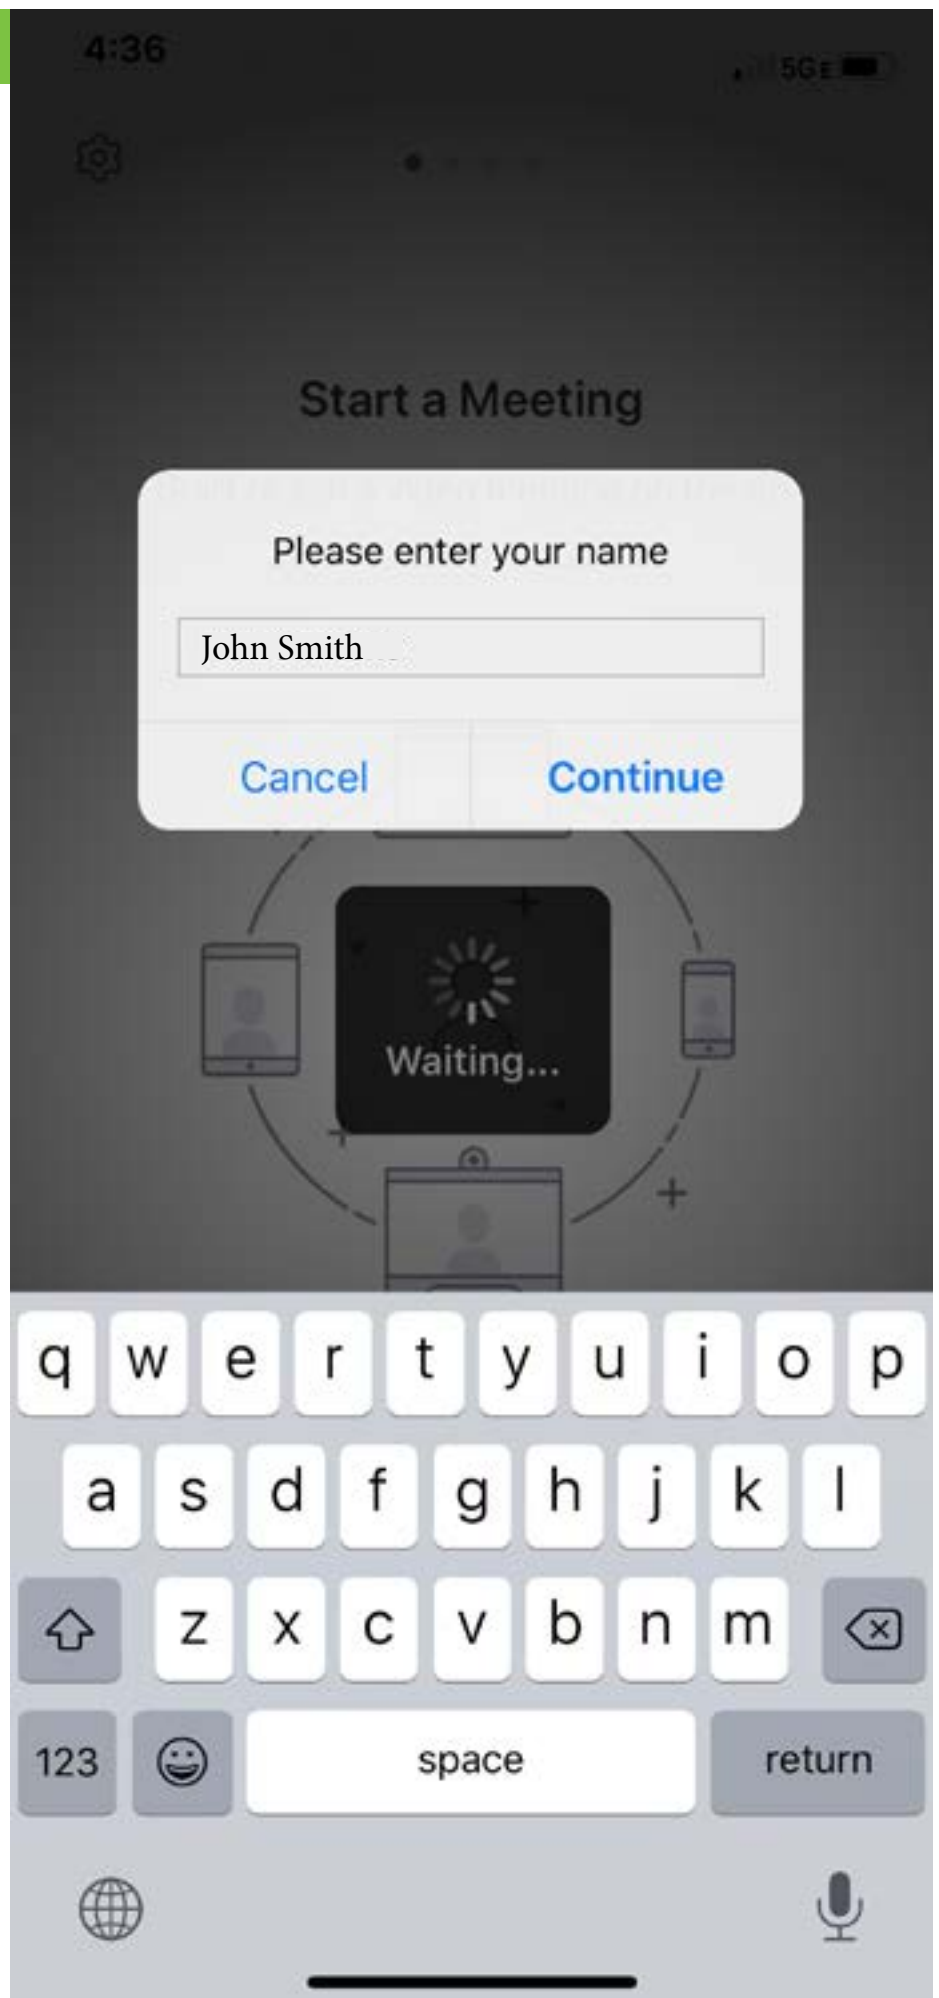 4:36
5GE
Start a Meeting
Please enter your name
John Smith
Cancel
Continue
Waiting...
q w e r t y u i o p
a s d f g h j k l
z x c v b n m
123
space
return